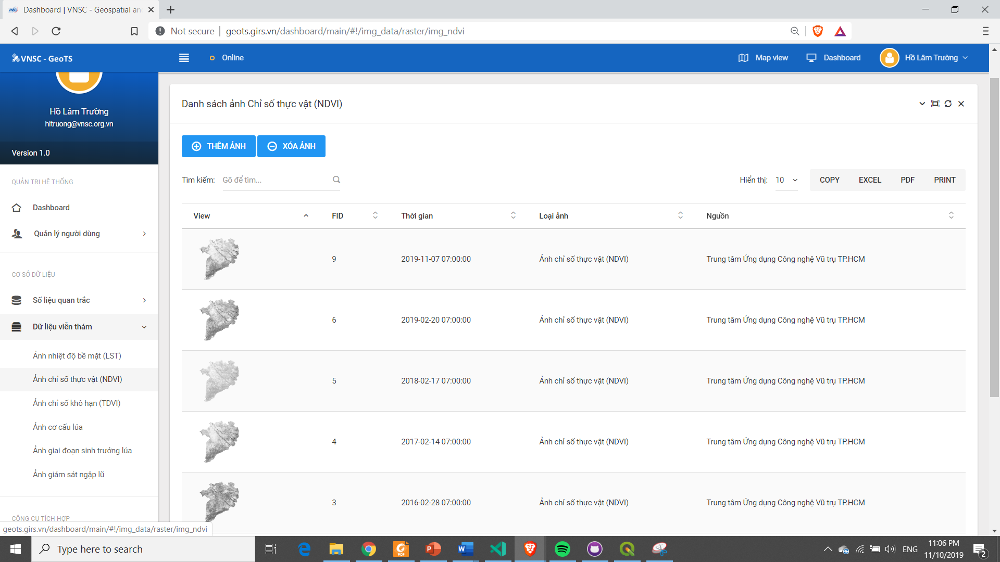 Dashboard | VNSC - Geospatial an
Not secure | geots.girs.vn/dashboard/main/#!/img_data/raster/img_ndvi
VNSC - GeoTS
Online
Map view
Dashboard
Hồ Lâm Trường
Hồ Lâm Trường
hltruong@vnsc.org.vn
Version 1.0
QUẢN TRỊ HỆ THỐNG
Dashboard
Quản lý người dùng
CƠ SỞ DỮ LIỆU
Số liệu quan trắc
Dữ liệu viễn thám
Ảnh nhiệt độ bề mặt (LST)
Ảnh chỉ số thực vật (NDVI)
Ảnh chỉ số khô hạn (TDVI)
Ảnh cơ cấu lúa
Ảnh giai đoạn sinh trưởng lúa
Ảnh giám sát ngập lũ
CÔNG CỤ TÍCH HỢP
geots.girs.vn/dashboard/main/#!/img_data/raster/img_ndvi
Danh sách ảnh Chỉ số thực vật (NDVI)
THÊM ẢNH
XÓA ẢNH
Tìm kiếm: Gõ để tìm...
Hiển thị: 10
COPY EXCEL PDF PRINT
View FID Thời gian Loại ảnh Nguồn
9 2019-11-07 07:00:00 Ảnh chỉ số thực vật (NDVI) Trung tâm Ứng dụng Công nghệ Vũ trụ TP.HCM
6 2019-02-20 07:00:00 Ảnh chỉ số thực vật (NDVI) Trung tâm Ứng dụng Công nghệ Vũ trụ TP.HCM
5 2018-02-17 07:00:00 Ảnh chỉ số thực vật (NDVI) Trung tâm Ứng dụng Công nghệ Vũ trụ TP.HCM
4 2017-02-14 07:00:00 Ảnh chỉ số thực vật (NDVI) Trung tâm Ứng dụng Công nghệ Vũ trụ TP.HCM
3 2016-02-28 07:00:00 Ảnh chỉ số thực vật (NDVI) Trung tâm Ứng dụng Công nghệ Vũ trụ TP.HCM
Type here to search
ENG
11:06 PM
11/10/2019
2